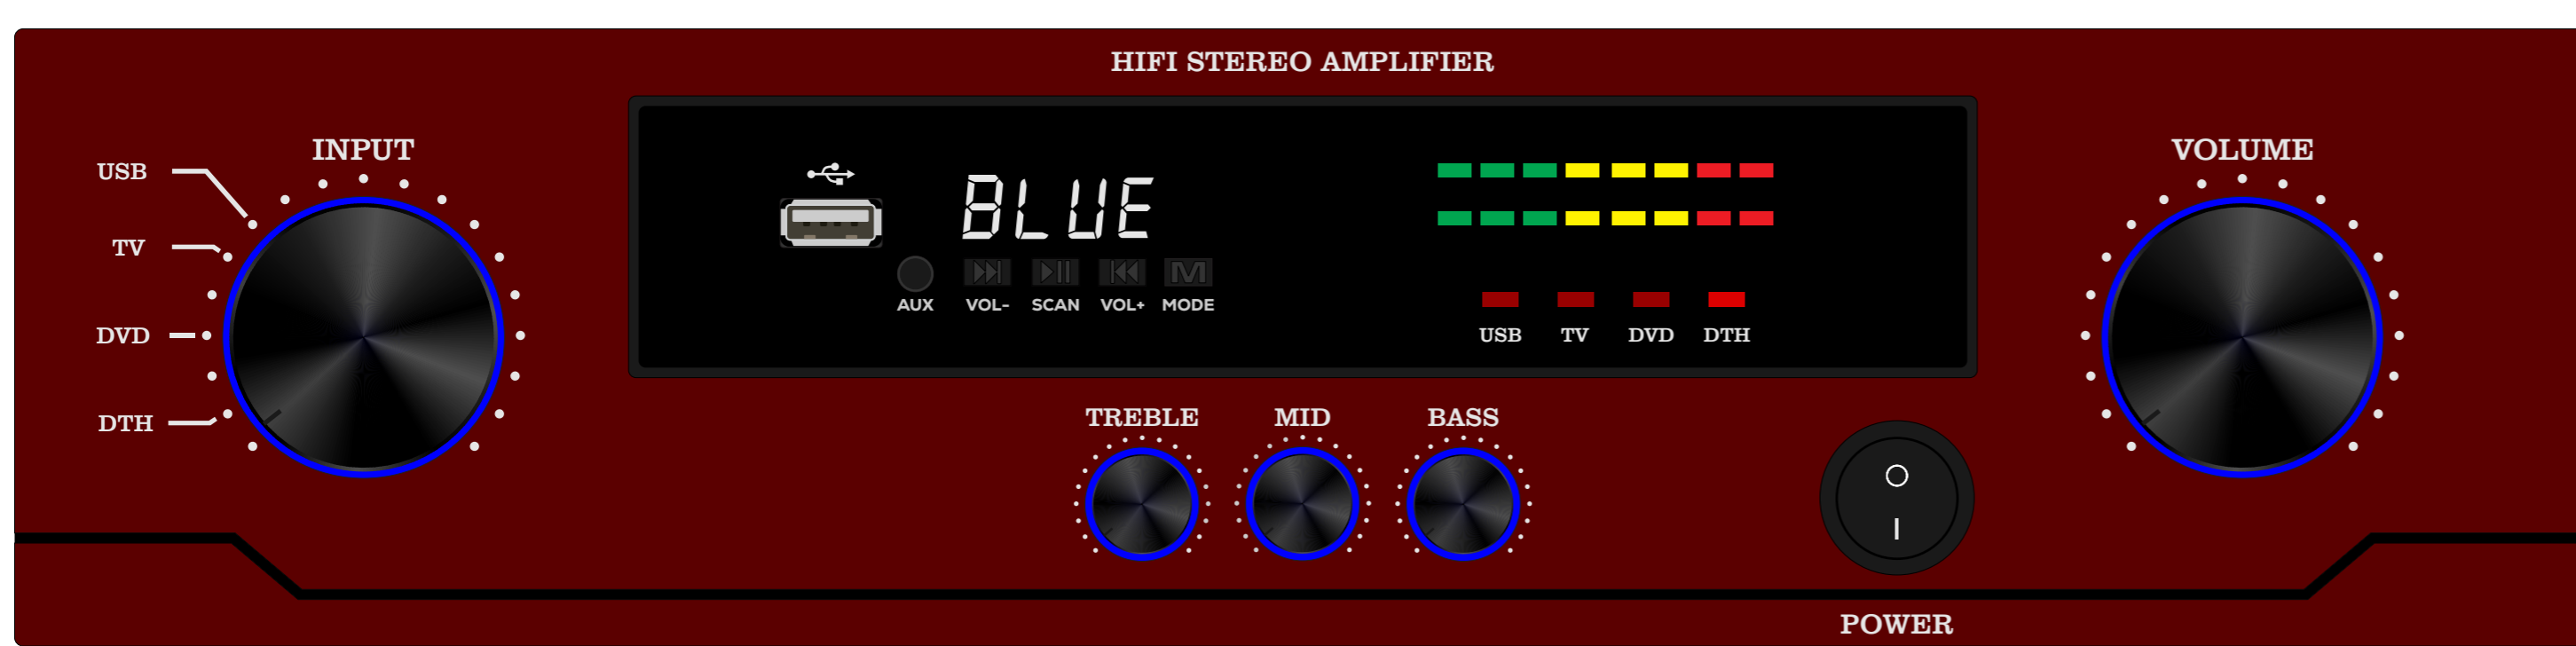 HIFI STEREO AMPLIFIER
INPUT
VOLUME
USB
TV
DVD
DTH
BLUE
M
AUX VOL- SCAN VOL+ MODE
USB TV DVD DTH
TREBLE MID BASS
POWER